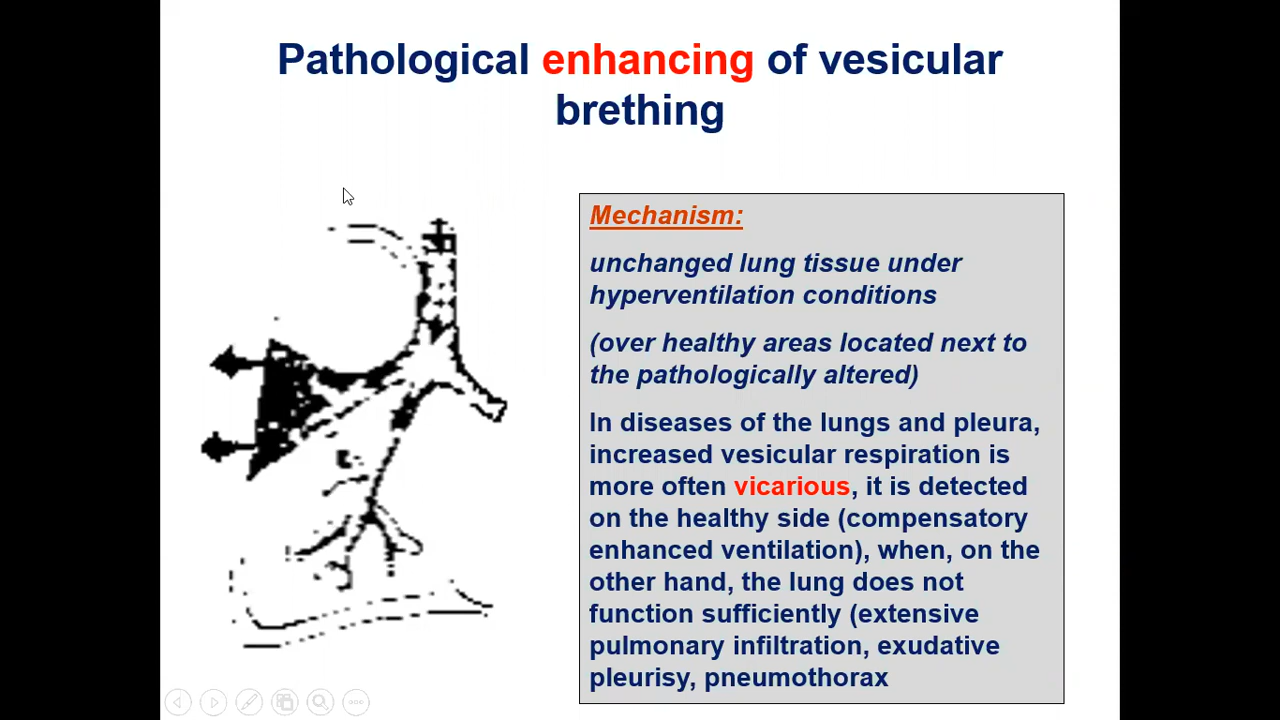 Pathological enhancing of vesicular
brething
Mechanism:
unchanged lung tissue under
hyperventilation conditions
(over healthy areas located next to
the pathologically altered)
In diseases of the lungs and pleura,
increased vesicular respiration is
more often vicarious, it is detected
on the healthy side (compensatory
enhanced ventilation), when, on the
other hand, the lung does not
function sufficiently (extensive
pulmonary infiltration, exudative
pleurisy, pneumothorax